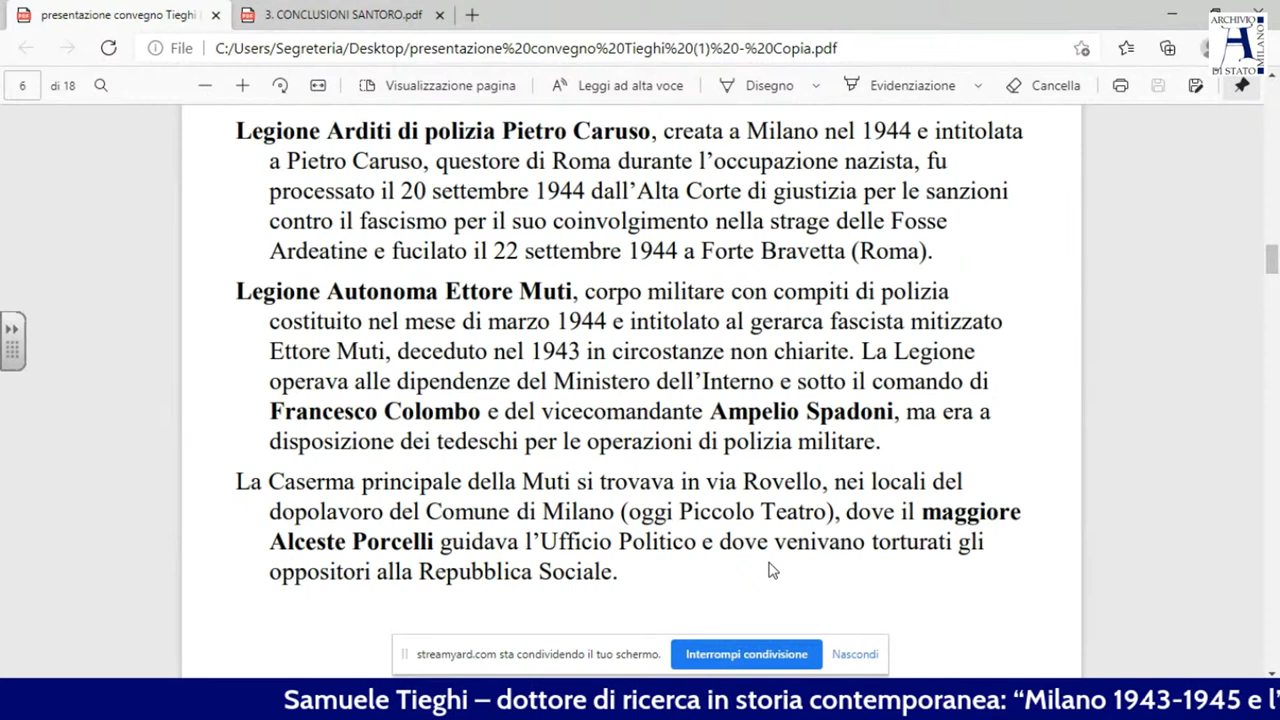 presentazione convegno Tieghi
3. CONCLUSIONI SANTORO.pdf
ARCHIVIO
DI STATO
MILANO
File
C:/Users/Segreteria/Desktop/presentazione%20convegno%20Tieghi%20(1)%20-%20Copia.pdf
6 di 18
Visualizzazione pagina
Leggi ad alta voce
Disegno
Evidenziazione
Cancella
Legione Arditi di polizia Pietro Caruso, creata a Milano nel 1944 e intitolata
a Pietro Caruso, questore di Roma durante l’occupazione nazista, fu
processato il 20 settembre 1944 dall’Alta Corte di giustizia per le sanzioni
contro il fascismo per il suo coinvolgimento nella strage delle Fosse
Ardeatine e fucilato il 22 settembre 1944 a Forte Bravetta (Roma).
Legione Autonoma Ettore Muti, corpo militare con compiti di polizia
costituito nel mese di marzo 1944 e intitolato al gerarca fascista mitizzato
Ettore Muti, deceduto nel 1943 in circostanze non chiarite. La Legione
operava alle dipendenze del Ministero dell’Interno e sotto il comando di
Francesco Colombo e del vicecomandante Ampelio Spadoni, ma era a
disposizione dei tedeschi per le operazioni di polizia militare.
La Caserma principale della Muti si trovava in via Rovello, nei locali del
dopolavoro del Comune di Milano (oggi Piccolo Teatro), dove il maggiore
Alceste Porcelli guidava l’Ufficio Politico e dove venivano torturati gli
oppositori alla Repubblica Sociale.
streamyard.com sta condividendo il tuo schermo.
Interrompi condivisione
Nascondi
Samuele Tieghi – dottore di ricerca in storia contemporanea: “Milano 1943-1945 e l’